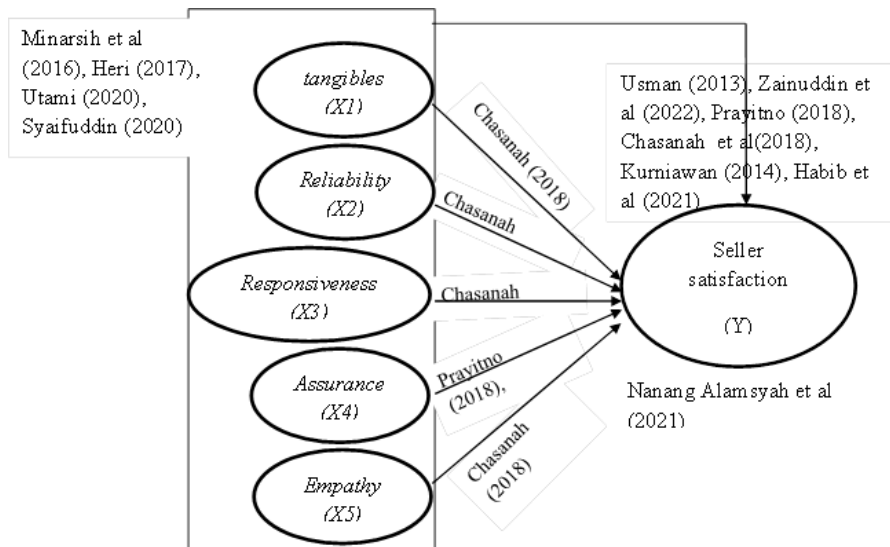 Minarsih et al
(2016), Heri (2017),
Utami (2020),
Syaifuddin (2020)
tangibles
(X1)
Reliability
(X2)
Responsiveness
(X3)
Assurance
(X4)
Empathy
(X5)
Chasanah (2018)
Chasanah
Chasanah
Prayitno
(2018),
Chasanah
(2018)
Usman (2013), Zainuddin et
al (2022), Prayitno (2018),
Chasanah et al(2018),
Kurniawan (2014), Habib et
al (2021)
Seller
satisfaction
(Y)
Nanang Alamsyah et al
(2021)